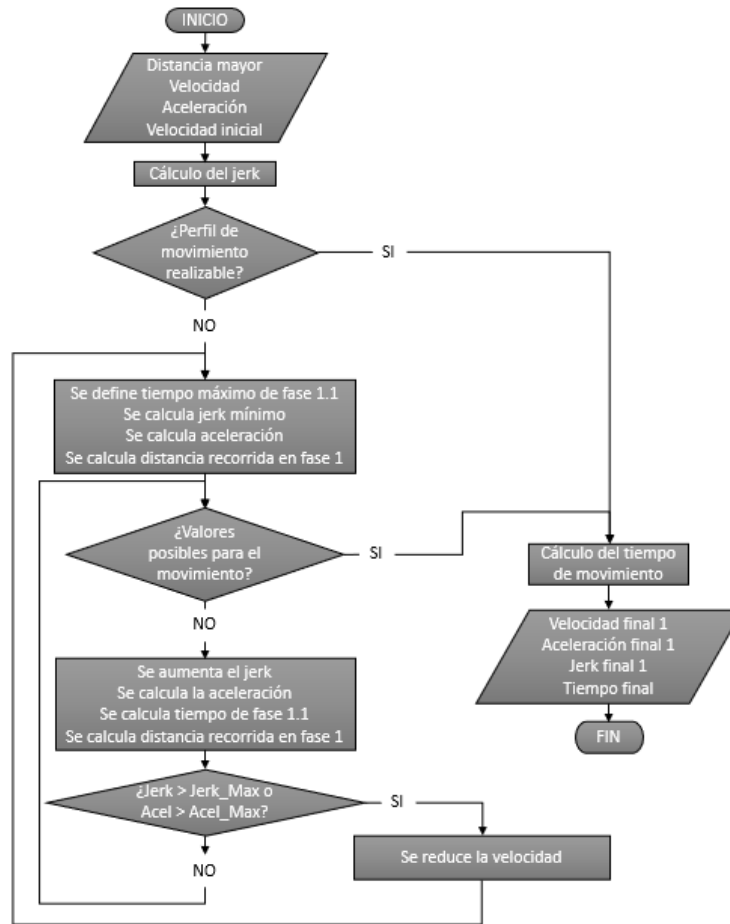 INICIO
Distancia mayor
Velocidad
Aceleración
Velocidad inicial
Cálculo del jerk
¿Perfil de
movimiento
realizable?
SI
NO
Se define tiempo máximo de fase 1.1
Se calcula jerk mínimo
Se calcula aceleración
Se calcula distancia recorrida en fase 1
¿Valores
posibles para el
movimiento?
SI
NO
Se aumenta el jerk
Se calcula la aceleración
Se calcula tiempo de fase 1.1
Se calcula distancia recorrida en fase 1
¿Jerk > Jerk_Max o
Acel > Acel_Max?
SI
NO
Se reduce la velocidad
Cálculo del tiempo
de movimiento
Velocidad final 1
Aceleración final 1
Jerk final 1
Tiempo final
FIN